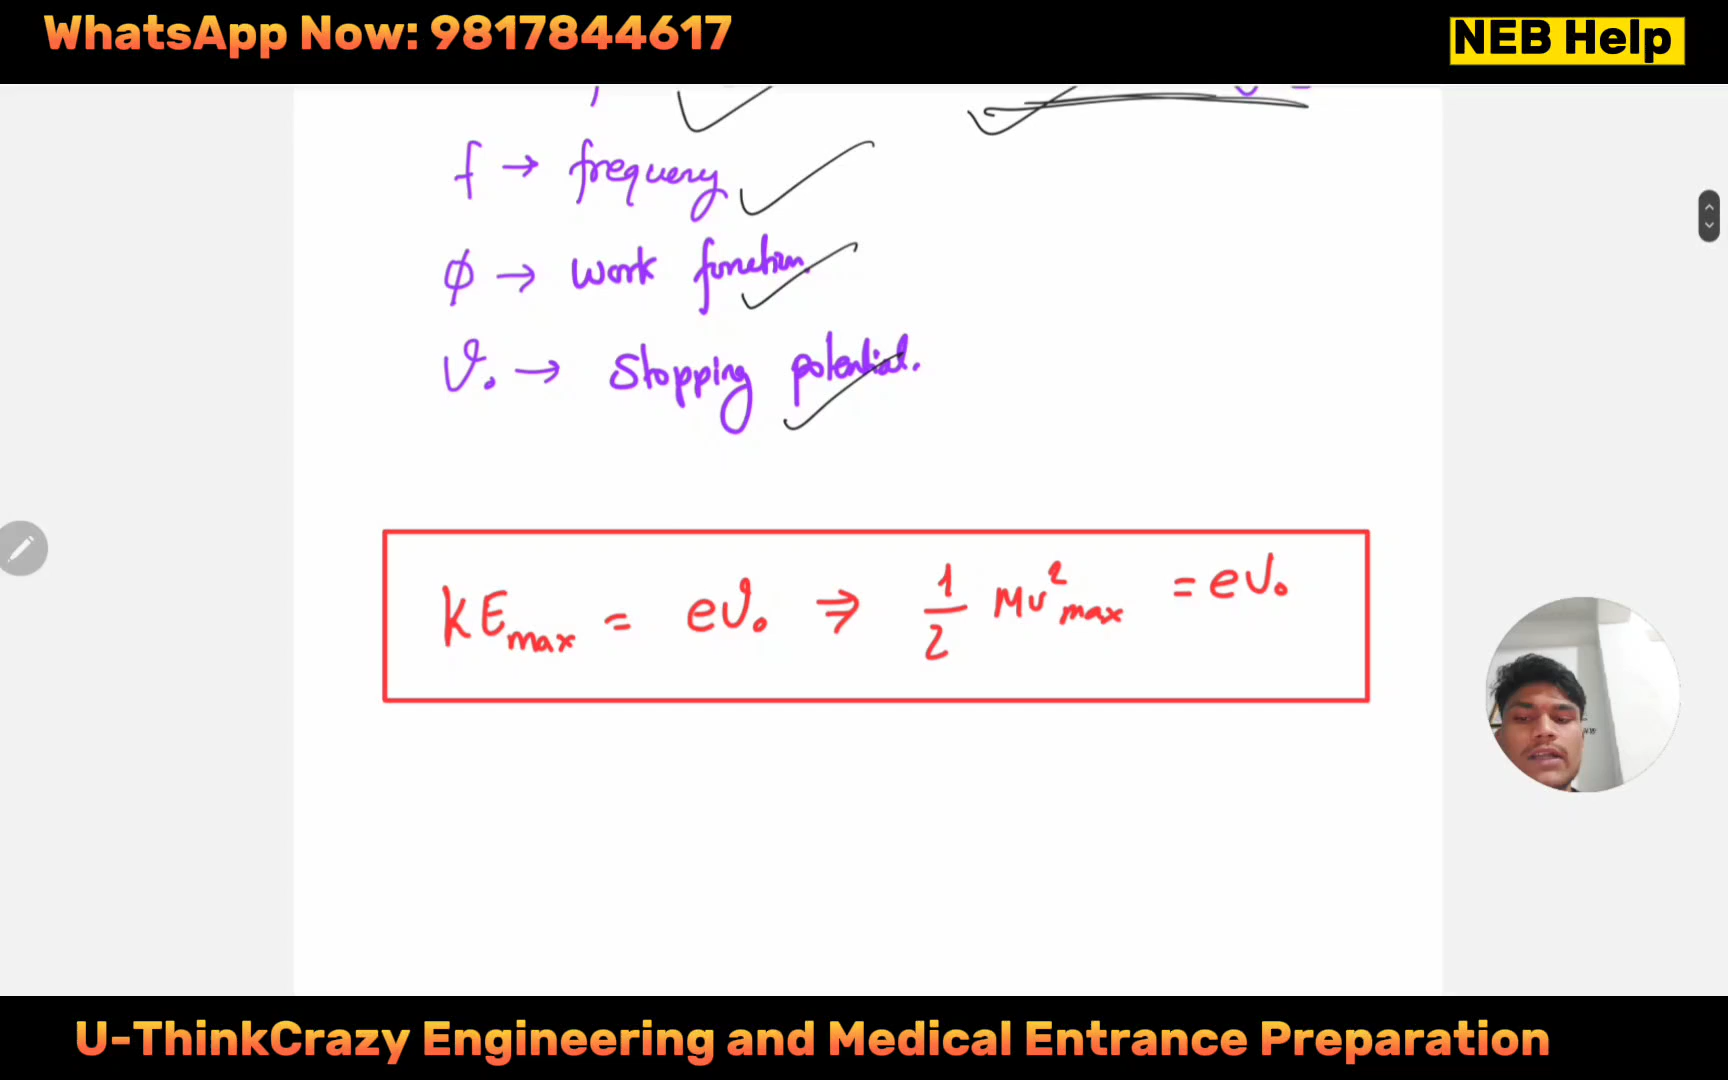 WhatsApp Now: 9817844617
NEB Help
f → frequency
ϕ → work function
V₀ → stopping potential.
KEmax = eV₀ ⇒ 1/2 mv²max = eV₀
U-ThinkCrazy Engineering and Medical Entrance Preparation